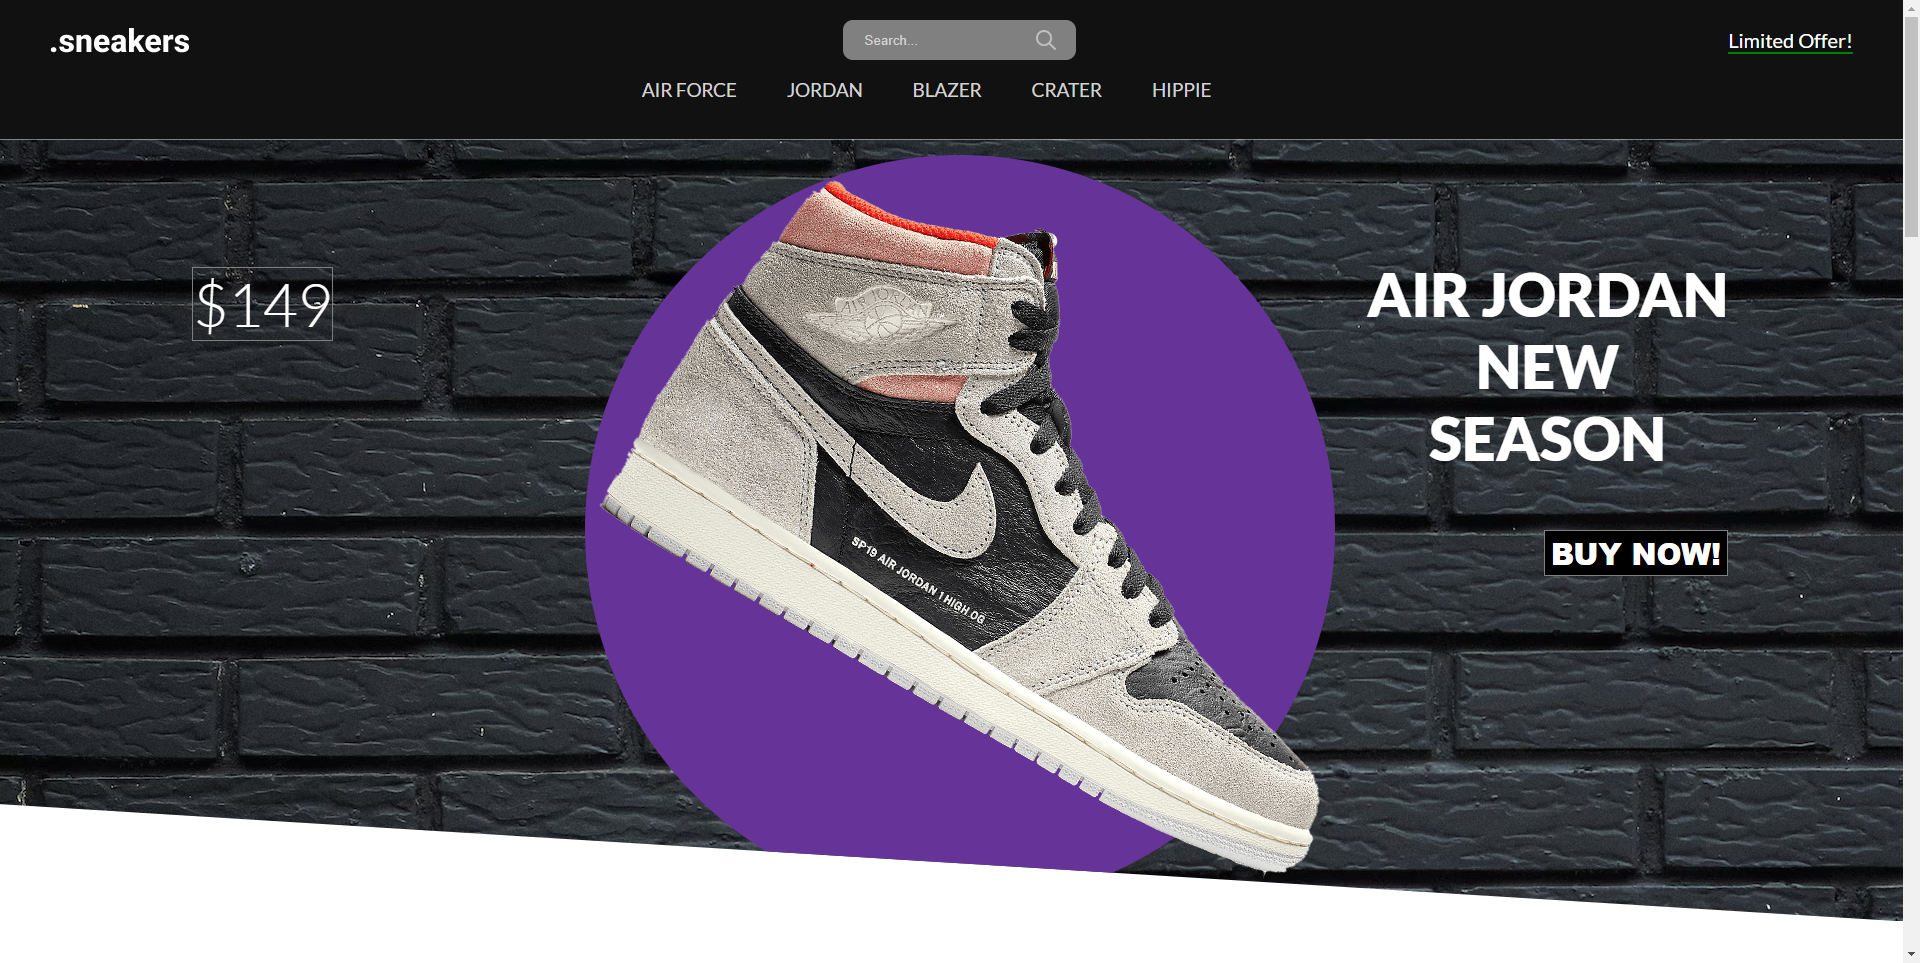 .sneakers
Search...
Limited Offer!
AIR FORCE
JORDAN
BLAZER
CRATER
HIPPIE
$149
AIR JORDAN
NEW
SEASON
BUY NOW!
AIR JORDAN
SP19 AIR JORDAN 1 HIGH OG